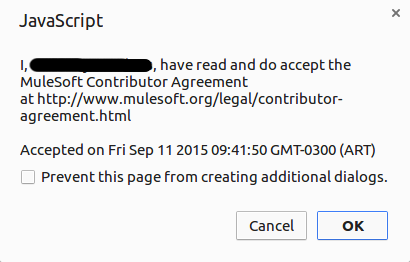 JavaScript
I, , have read and do accept the
MuleSoft Contributor Agreement
at http://www.mulesoft.org/legal/contributor-
agreement.html
Accepted on Fri Sep 11 2015 09:41:50 GMT-0300 (ART)
Prevent this page from creating additional dialogs.
Cancel OK